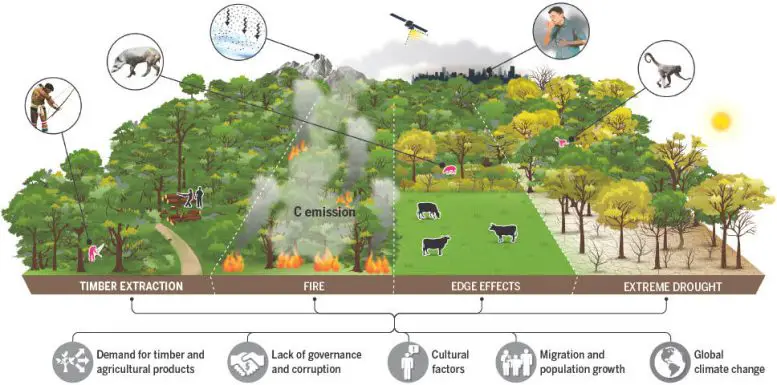 C emission
TIMBER EXTRACTION
FIRE
EDGE EFFECTS
EXTREME DROUGHT
Demand for timber and
agricultural products
Lack of governance
and corruption
Cultural
factors
Migration and
population growth
Global
climate change